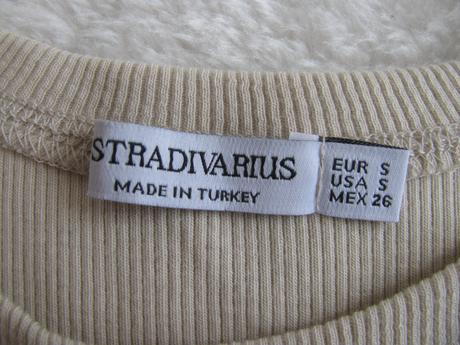 STRADIVARIUS
MADE IN TURKEY
EUR S
USA S
MEX 26